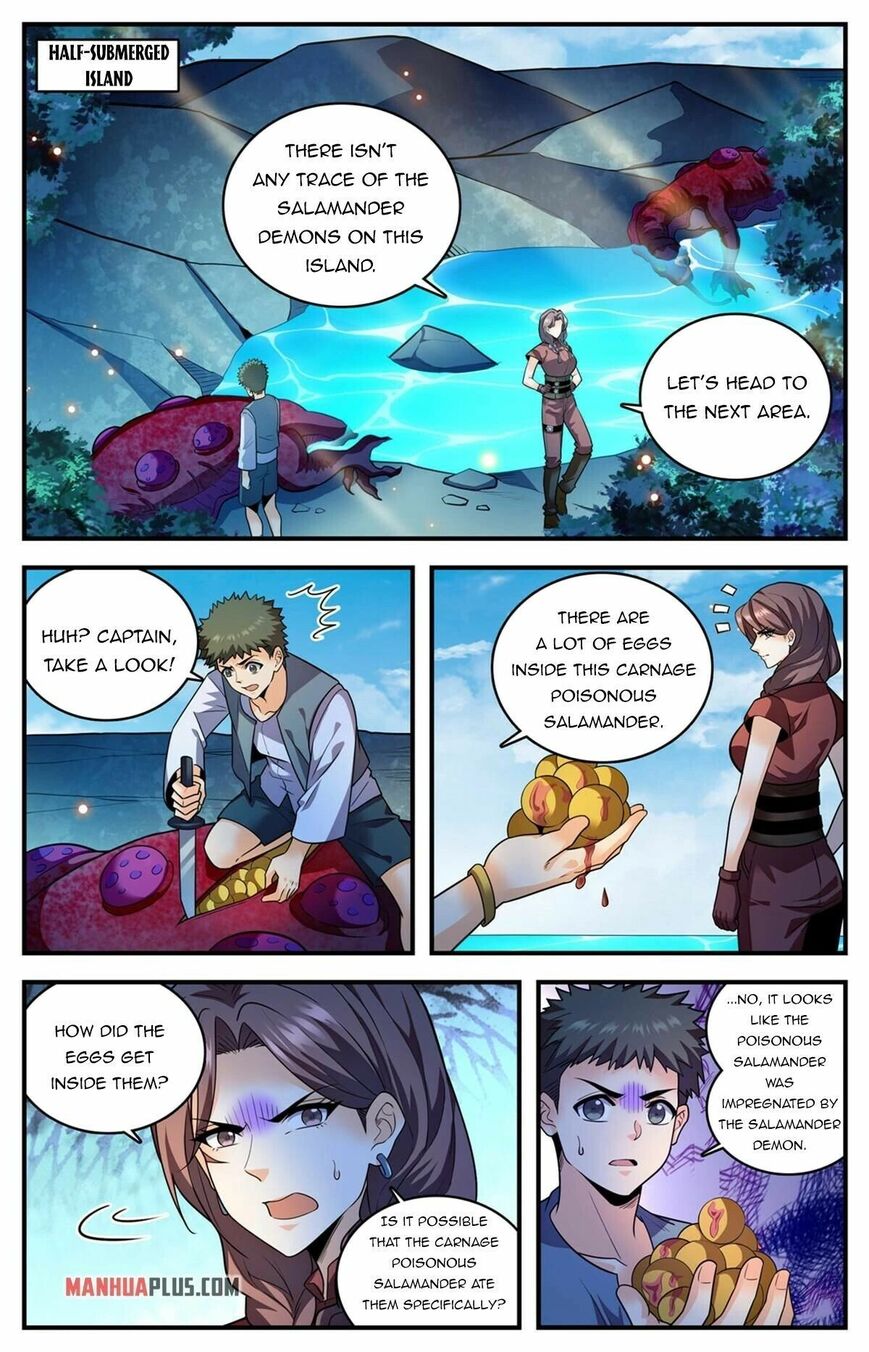 HALF-SUBMERGED
ISLAND
THERE ISN'T
ANY TRACE OF THE
SALAMANDER
DEMONS ON THIS
ISLAND.
LET'S HEAD TO
THE NEXT AREA.
HUH? CAPTAIN,
TAKE A LOOK!
THERE ARE
A LOT OF EGGS
INSIDE THIS CARNAGE
POISONOUS
SALAMANDER.
HOW DID THE
EGGS GET
INSIDE THEM?
IS IT POSSIBLE
THAT THE CARNAGE
POISONOUS
SALAMANDER ATE
THEM SPECIFICALLY?
...NO, IT LOOKS
LIKE THE
POISONOUS
SALAMANDER
WAS
IMPREGNATED BY
THE SALAMANDER
DEMON.
MANHUAPLUS.COM